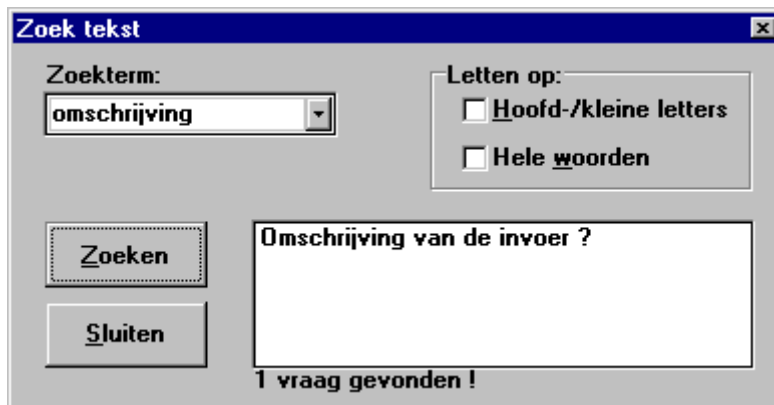 Zoek tekst
Zoekterm:
omschrijving
Letten op:
Hoofd-/kleine letters
Hele woorden
Zoeken
Sluiten
Omschrijving van de invoer ?
1 vraag gevonden !